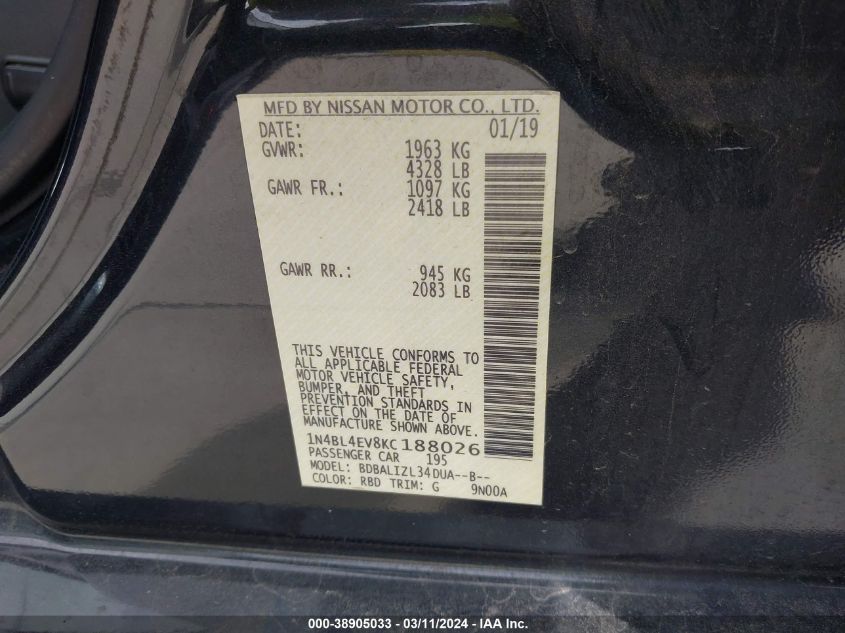 MFD BY NISSAN MOTOR CO., LTD.
DATE: 01/19
GVWR: 1963 KG
4328 LB
GAWR FR.: 1097 KG
2418 LB
GAWR RR.: 945 KG
2083 LB
THIS VEHICLE CONFORMS TO
ALL APPLICABLE FEDERAL
MOTOR VEHICLE SAFETY,
BUMPER, AND THEFT
PREVENTION STANDARDS IN
EFFECT ON THE DATE OF
MANUFACTURE SHOWN ABOVE.
1N4BL4EV8KC188026
PASSENGER CAR 195
MODEL: BDBALIZL34DUA--B--
COLOR: RBD TRIM: G 9N00A
000-38905033 - 03/11/2024 - IAA Inc.